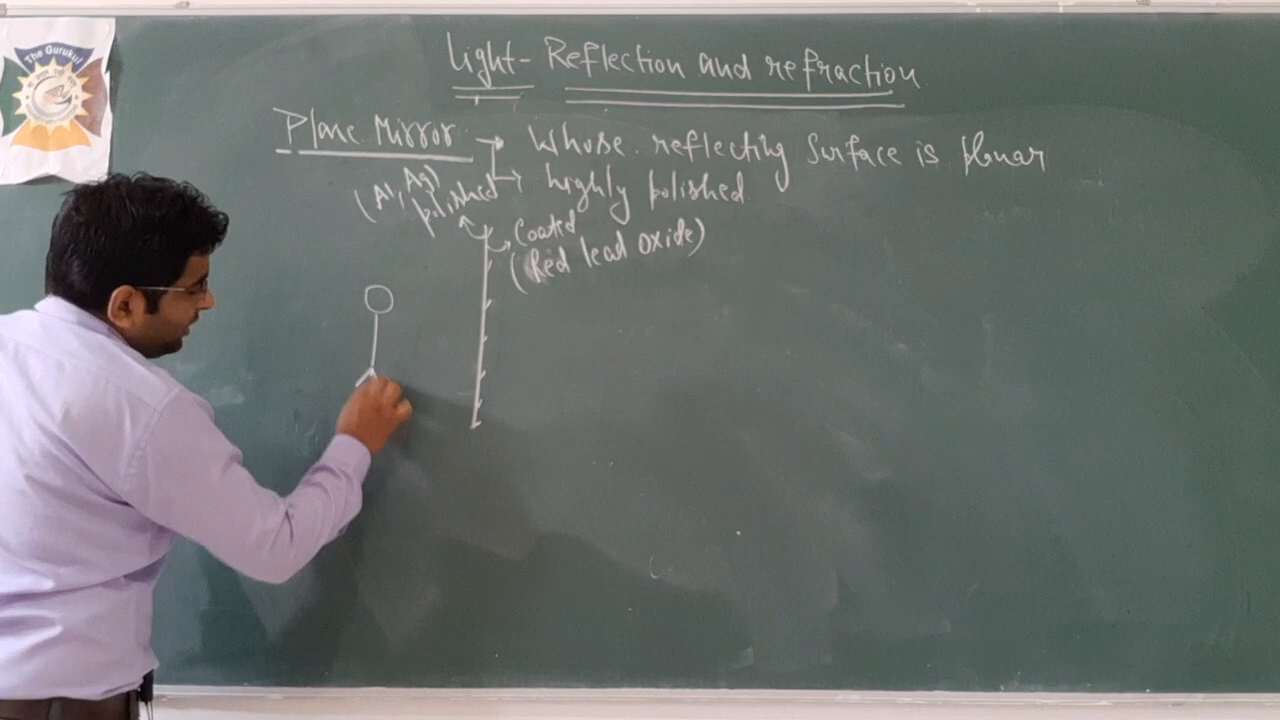 The Gurukul
Light - Reflection and refraction
Plane Mirror → Whose reflecting surface is planar
→ highly polished
(Al, Ag)
polished
Coated
(Red lead oxide)